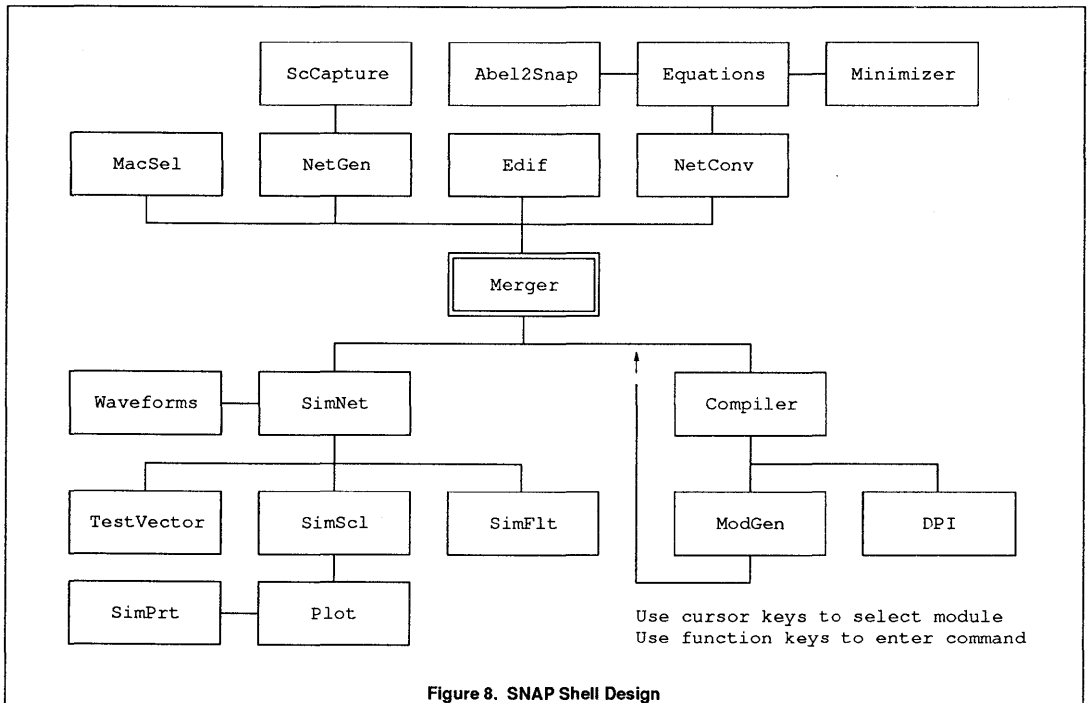 ScCapture
Abel2Snap
Equations
Minimizer
MacSel
NetGen
Edif
NetConv
Merger
Waveforms
SimNet
Compiler
TestVector
SimScl
SimFlt
ModGen
DPI
SimPrt
Plot
Use cursor keys to select module
Use function keys to enter command
Figure 8. SNAP Shell Design